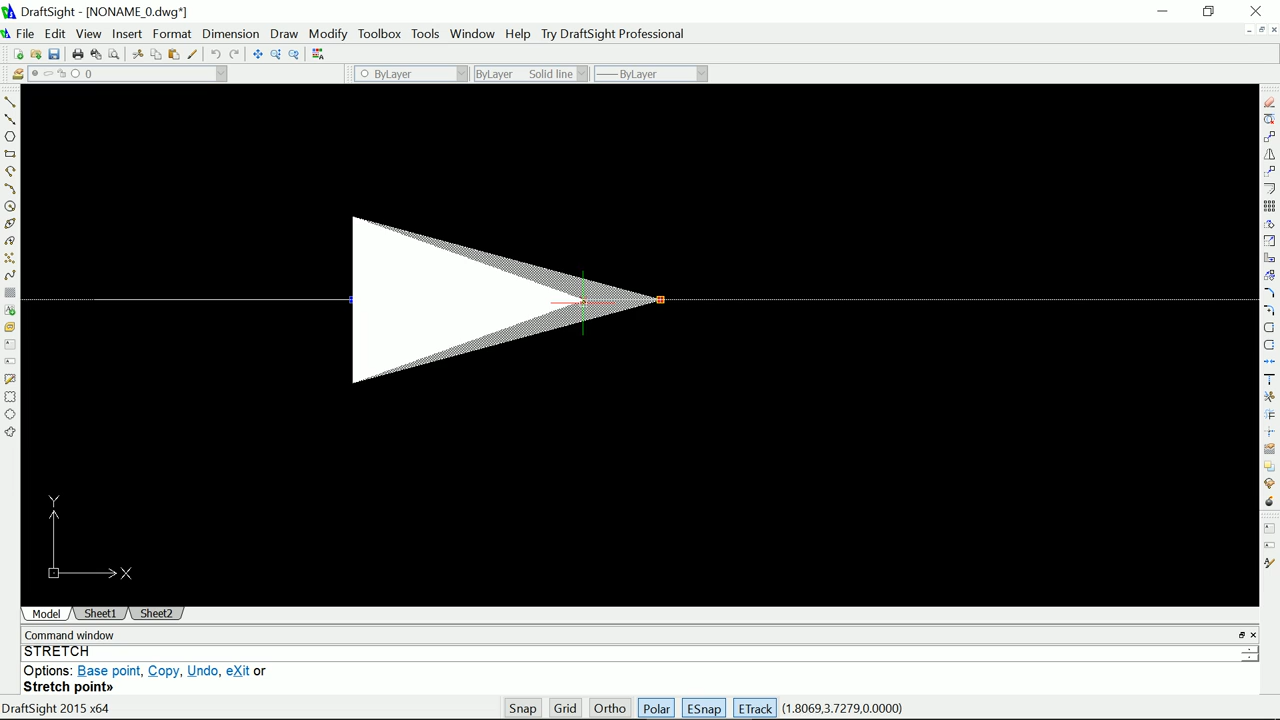 DraftSight - [NONAME_0.dwg*]
File Edit View Insert Format Dimension Draw Modify Toolbox Tools Window Help Try DraftSight Professional
0 ByLayer ByLayer Solid line ByLayer
Y
X
Model Sheet1 Sheet2
Command window
STRETCH
Options: Base point, Copy, Undo, eXit or
Stretch point»
DraftSight 2015 x64 Snap Grid Ortho Polar ESnap ETrack (1.8069,3.7279,0.0000)